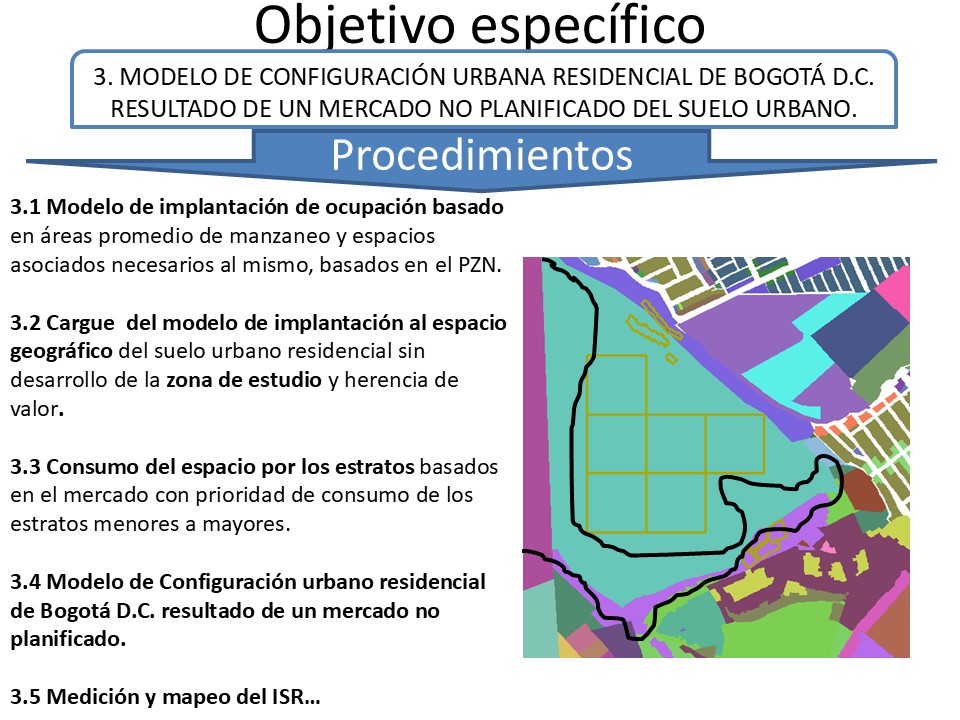 Objetivo específico
3. MODELO DE CONFIGURACIÓN URBANA RESIDENCIAL DE BOGOTÁ D.C.
RESULTADO DE UN MERCADO NO PLANIFICADO DEL SUELO URBANO.
Procedimientos
3.1 Modelo de implantación de ocupación basado
en áreas promedio de manzaneo y espacios
asociados necesarios al mismo, basados en el PZN.
3.2 Cargue  del modelo de implantación al espacio
geográfico del suelo urbano residencial sin
desarrollo de la zona de estudio y herencia de
valor.
3.3 Consumo del espacio por los estratos basados
en el mercado con prioridad de consumo de los
estratos menores a mayores.
3.4 Modelo de Configuración urbano residencial
de Bogotá D.C. resultado de un mercado no
planificado.
3.5 Medición y mapeo del ISR…